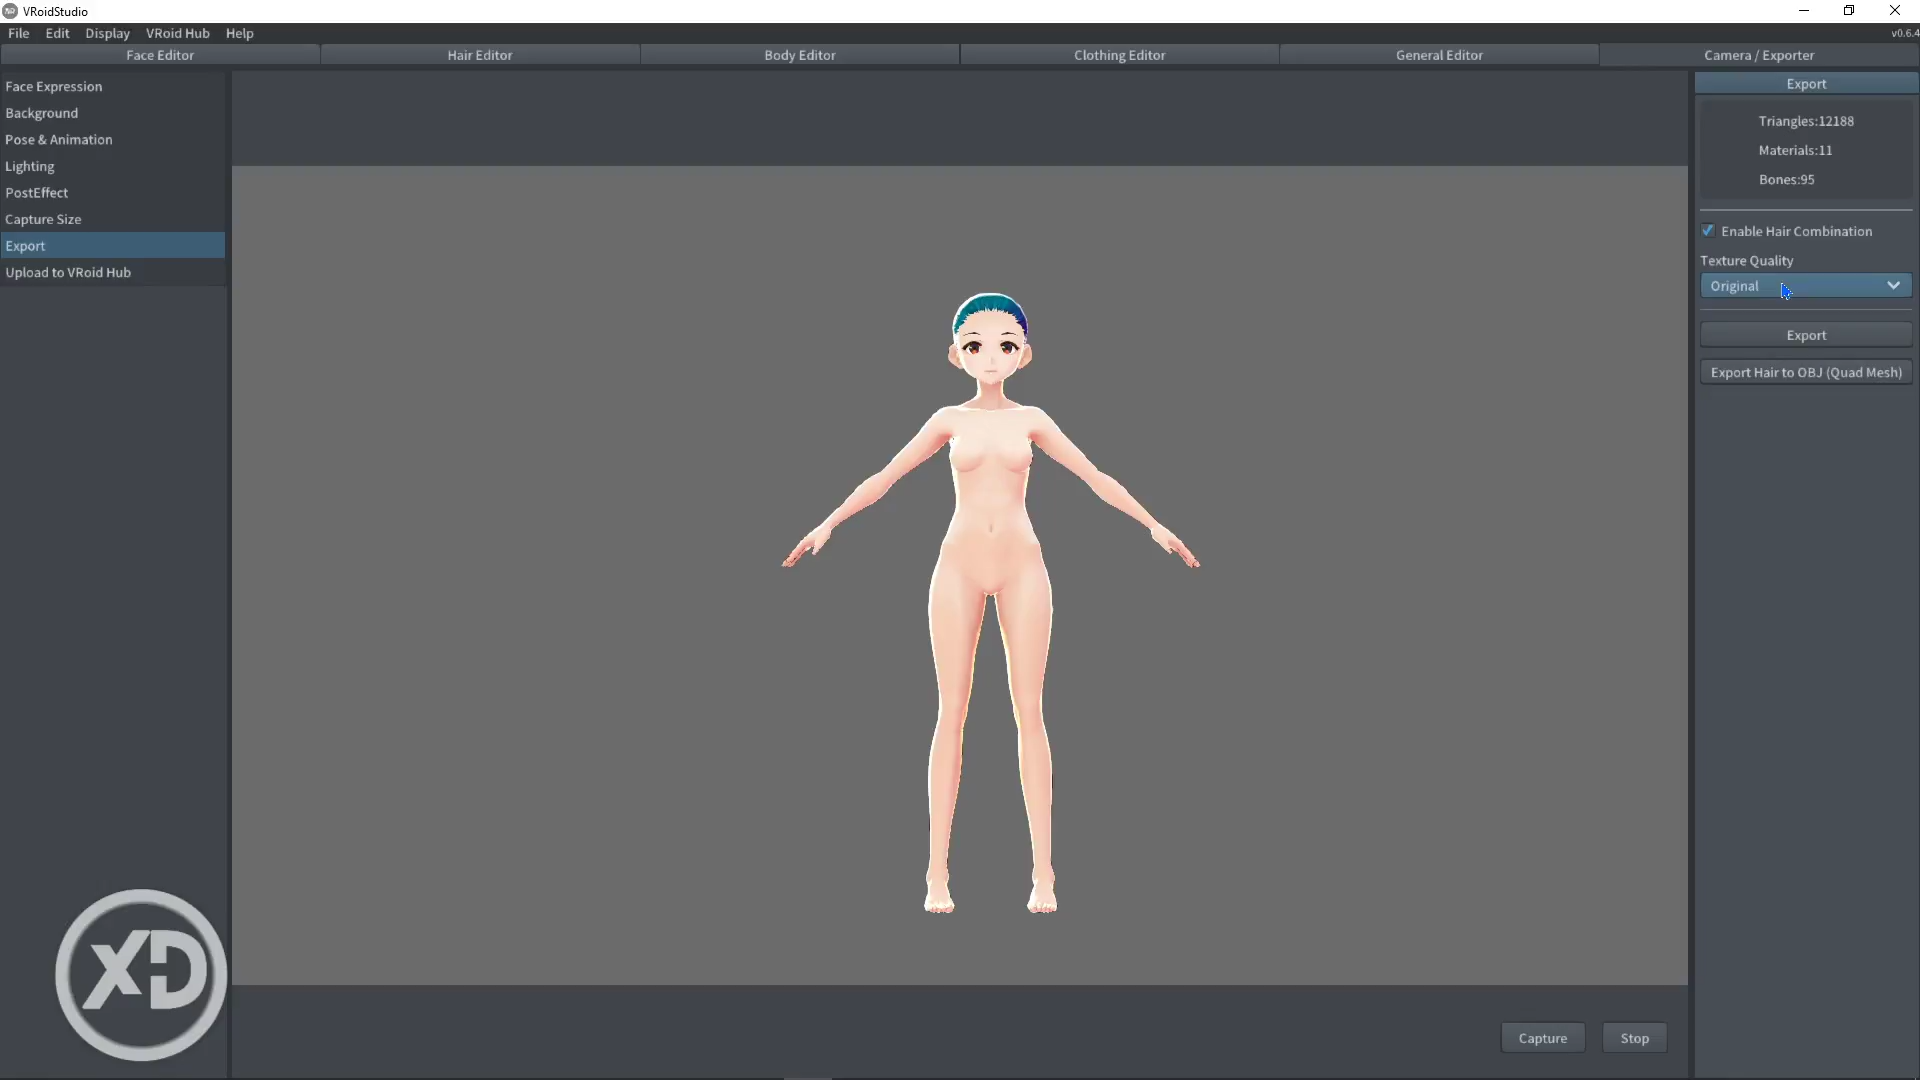 VRoidStudio
File Edit Display VRoid Hub Help
v0.6.4
Face Editor Hair Editor Body Editor Clothing Editor General Editor Camera / Exporter
Face Expression
Background
Pose & Animation
Lighting
PostEffect
Capture Size
Export
Upload to VRoid Hub
Export
Triangles:12188
Materials:11
Bones:95
Enable Hair Combination
Texture Quality
Original
Export
Export Hair to OBJ (Quad Mesh)
XD
Capture Stop